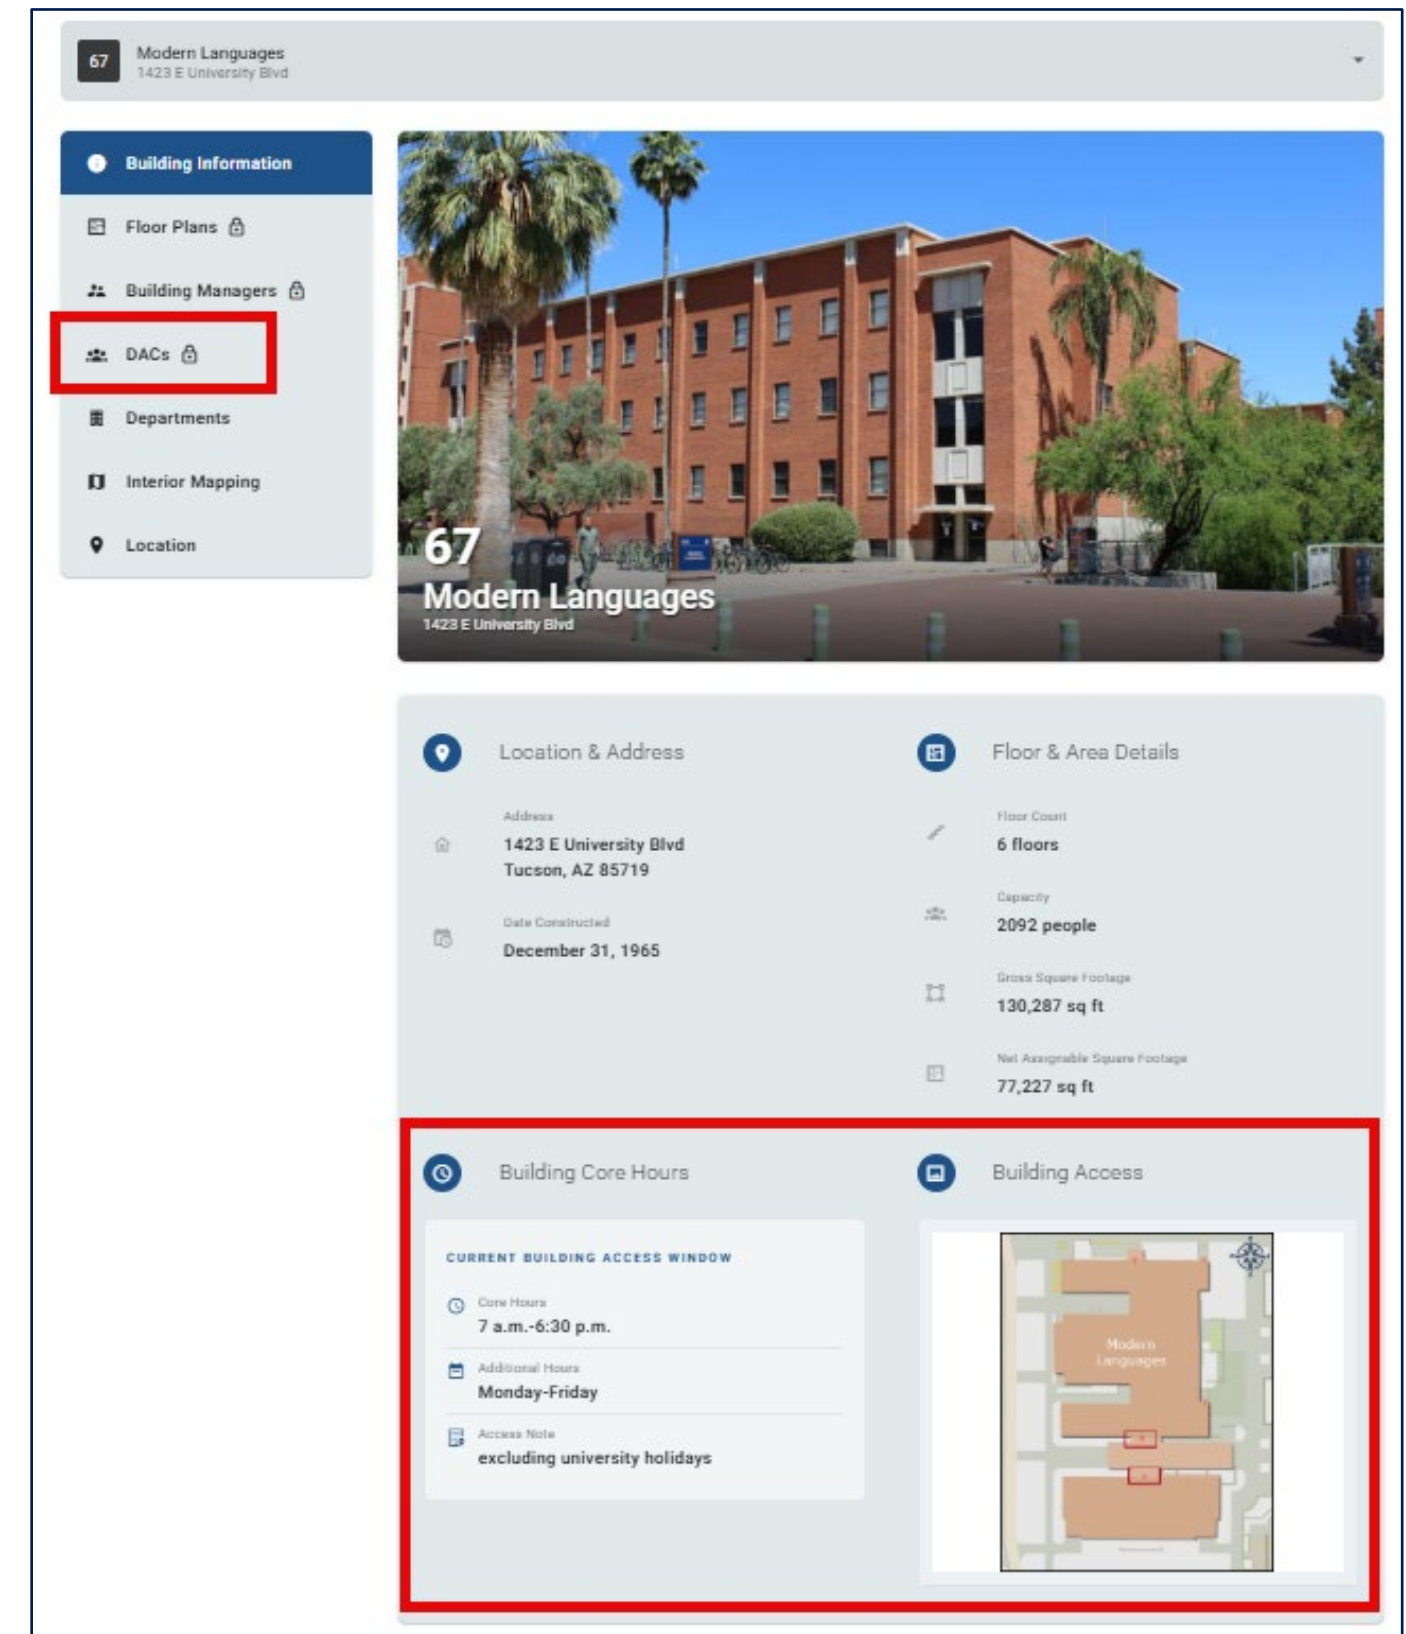 67
Modern Languages
1423 E University Blvd
Building Information
Floor Plans
Building Managers
DACs
Departments
Interior Mapping
Location
67
Modern Languages
1423 E University Blvd
Location & Address
Address
1423 E University Blvd
Tucson, AZ 85719
Date Constructed
December 31, 1965
Floor & Area Details
Floor Count
6 floors
Capacity
2092 people
Gross Square Footage
130,287 sq ft
Net Assignable Square Footage
77,227 sq ft
Building Core Hours
CURRENT BUILDING ACCESS WINDOW
Core Hours
7 a.m.-6:30 p.m.
Additional Hours
Monday-Friday
Access Note
excluding university holidays
Building Access
Modern
Languages